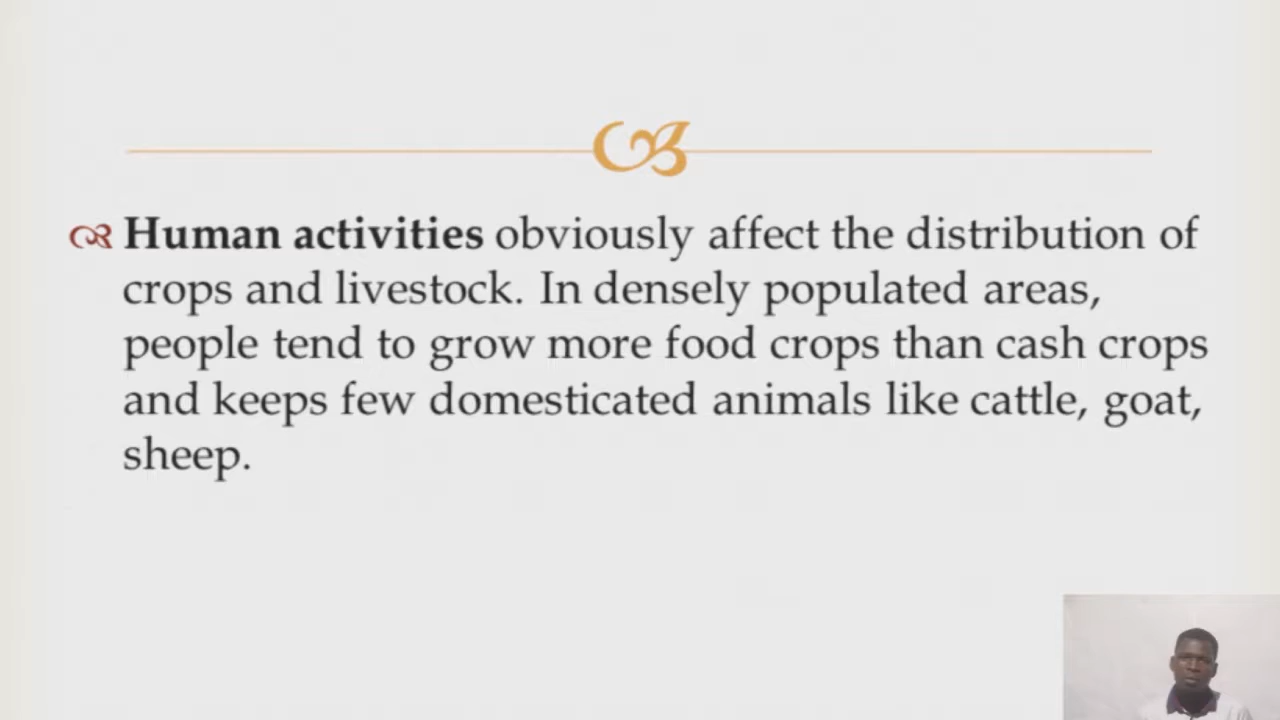 Human activities obviously affect the distribution of
crops and livestock. In densely populated areas,
people tend to grow more food crops than cash crops
and keeps few domesticated animals like cattle, goat,
sheep.